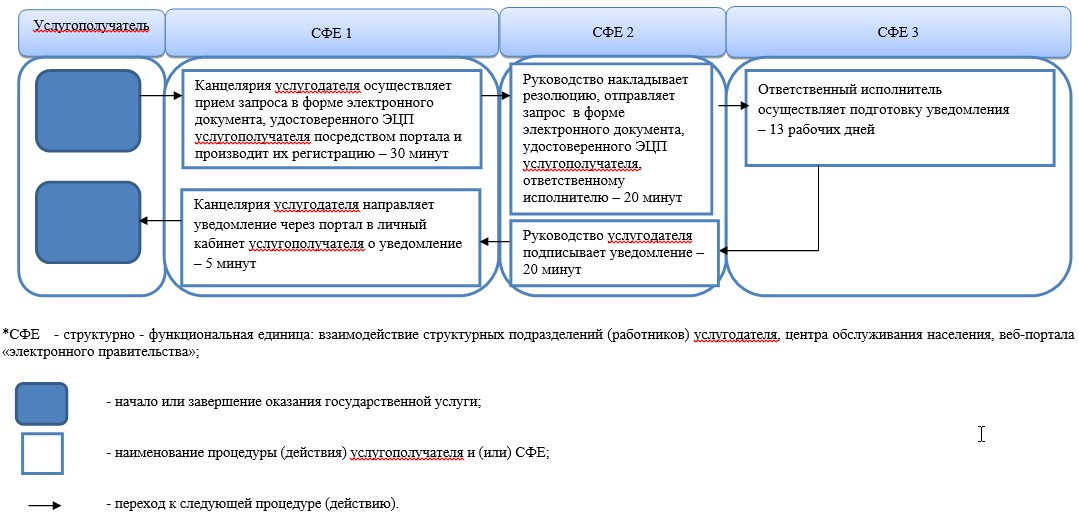 Услугополучатель
СФЕ 1
СФЕ 2
СФЕ 3
Канцелярия услугодателя осуществляет
прием запроса в форме электронного
документа, удостоверенного ЭЦП
услугополучателя посредством портала и
производит их регистрацию – 30 минут
Руководство накладывает
резолюцию, отправляет
запрос в форме
электронного документа,
удостоверенного ЭЦП
услугополучателя,
ответственному
исполнителю – 20 минут
Ответственный исполнитель
осуществляет подготовку уведомления
– 13 рабочих дней
Канцелярия услугодателя направляет
уведомление через портал в личный
кабинет услугополучателя о уведомление
– 5 минут
Руководство услугодателя
подписывает уведомление –
20 минут
*СФЕ - структурно - функциональная единица: взаимодействие структурных подразделений (работников) услугодателя, центра обслуживания населения, веб-портала
«электронного правительства»;
- начало или завершение оказания государственной услуги;
- наименование процедуры (действия) услугополучателя и (или) СФЕ;
- переход к следующей процедуре (действию).